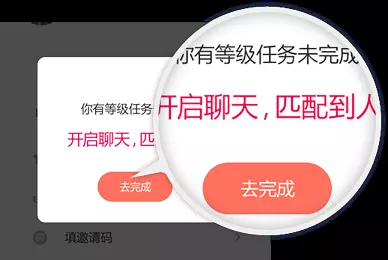 你有等级任务未完成
开启聊天，匹配到人
去完成
你有等级任务
开启聊天，匹
去完成
填邀请码